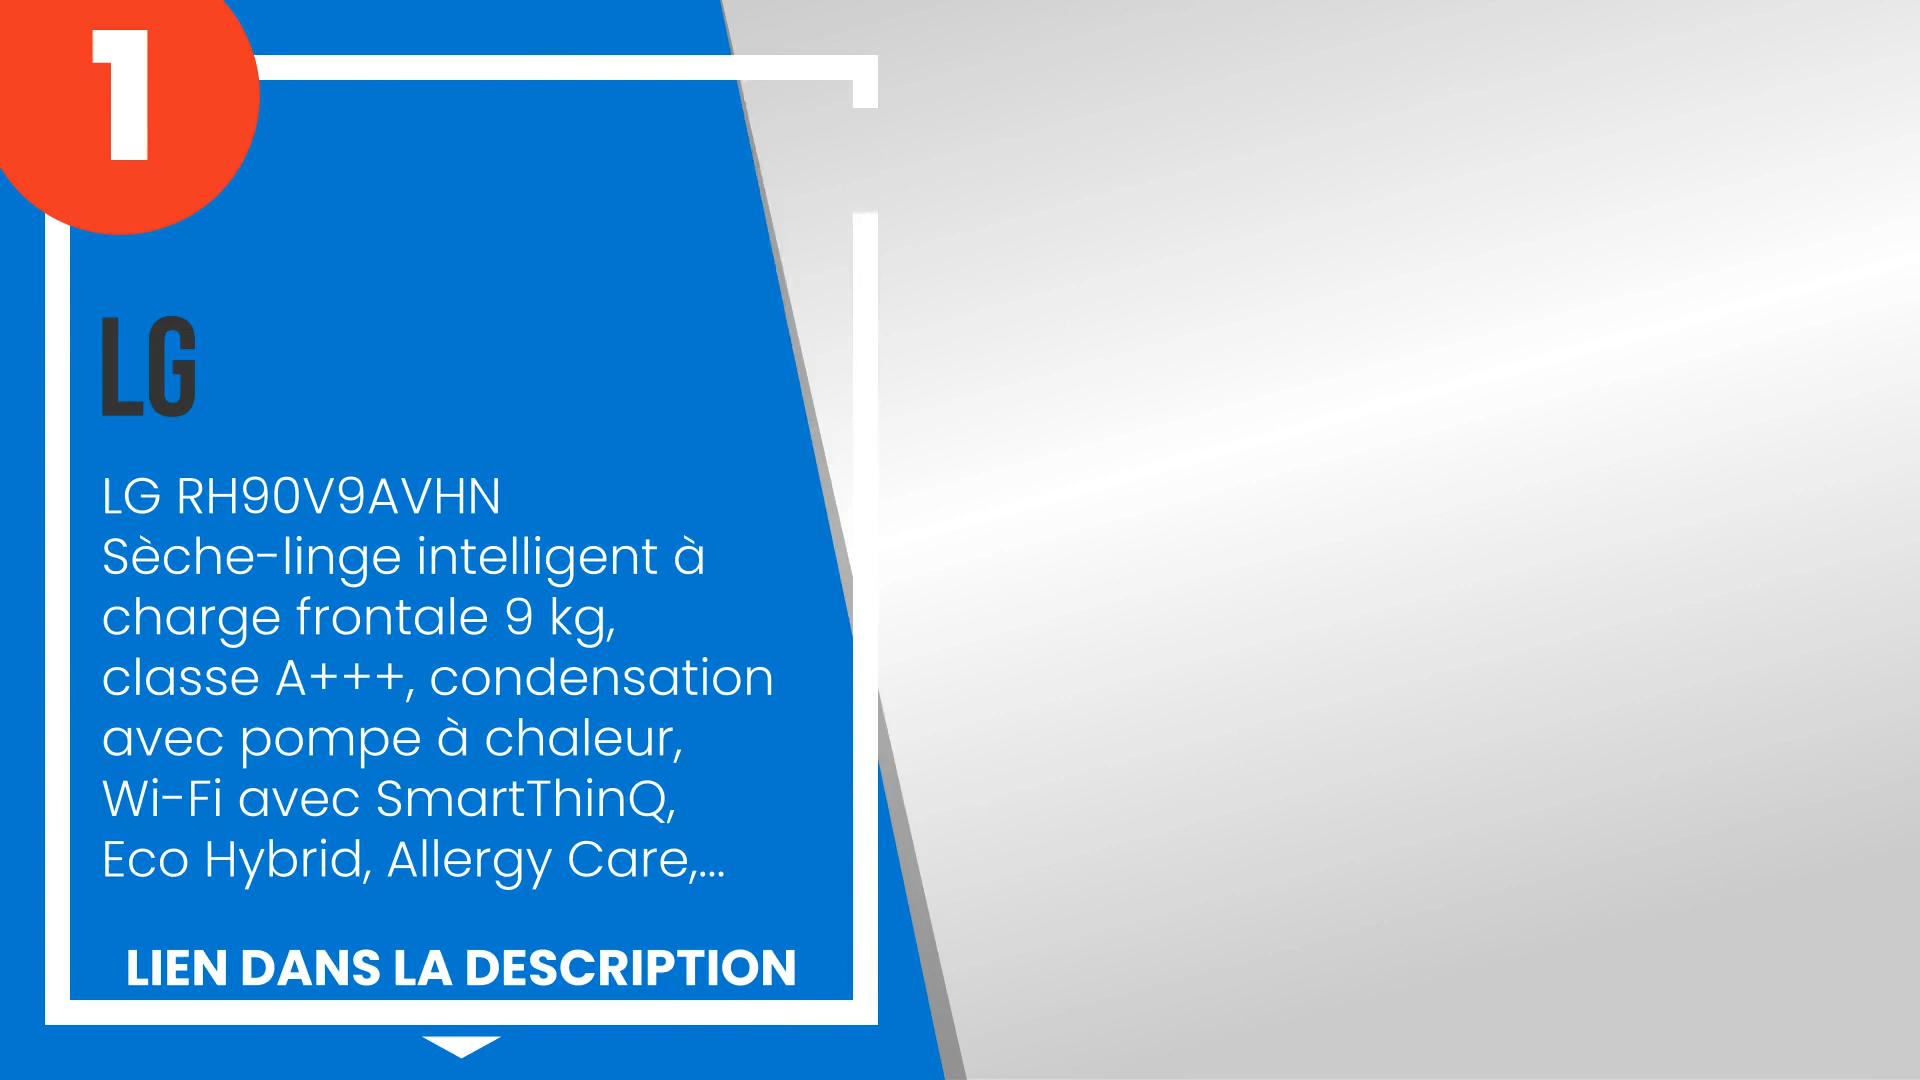 1
LG
LG RH90V9AVHN
Sèche-linge intelligent à
charge frontale 9 kg,
classe A+++, condensation
avec pompe à chaleur,
Wi-Fi avec SmartThinQ,
Eco Hybrid, Allergy Care,...
LIEN DANS LA DESCRIPTION